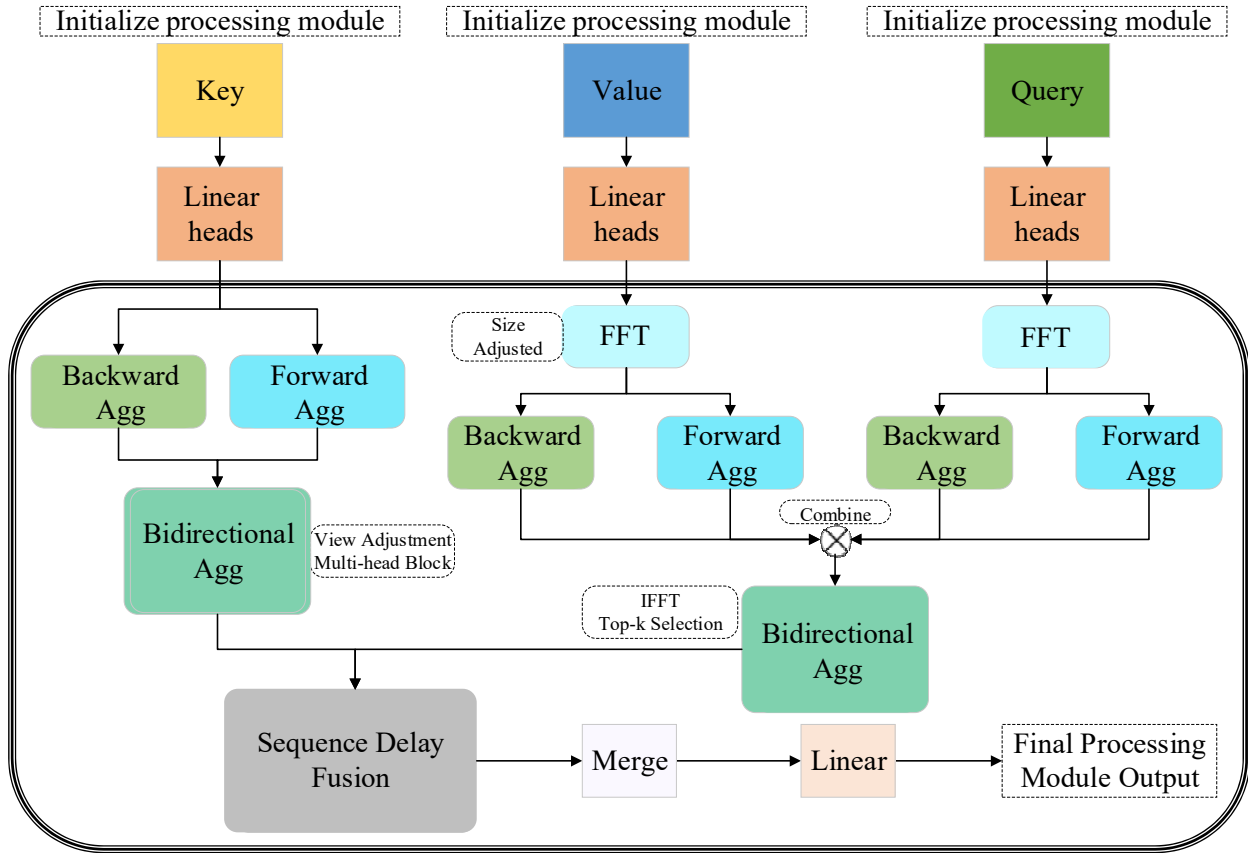 Initialize processing module
Initialize processing module
Initialize processing module
Key
Value
Query
Linear
heads
Linear
heads
Linear
heads
Size
Adjusted
FFT
FFT
Backward
Agg
Forward
Agg
Backward
Agg
Forward
Agg
Backward
Agg
Forward
Agg
Combine
Bidirectional
Agg
View Adjustment
Multi-head Block
IFFT
Top-k Selection
Bidirectional
Agg
Sequence Delay
Fusion
Merge
Linear
Final Processing
Module Output